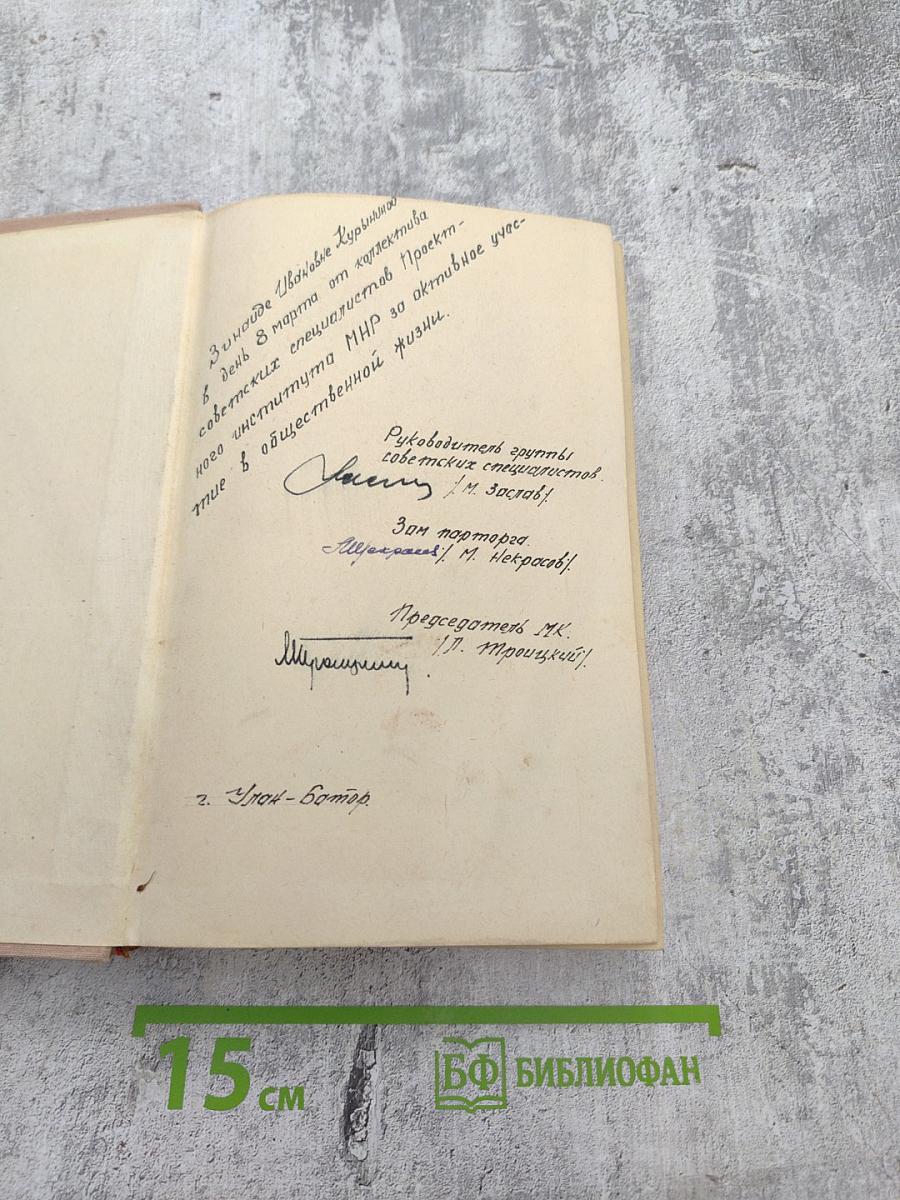 Зинаиде Ивановне Курыниной
в день 8 марта от коллектива
советских специалистов Проект-
ного института МНР за активное учас-
тие в общественной жизни.
Руководитель группы
советских специалистов.
/М. Заслав/.
Зам парторга.
/М. Некрасов/.
Председатель МК.
/Л. Троицкий/.
г. Улан-Батор.
15 см
БФ БИБЛИОФАН